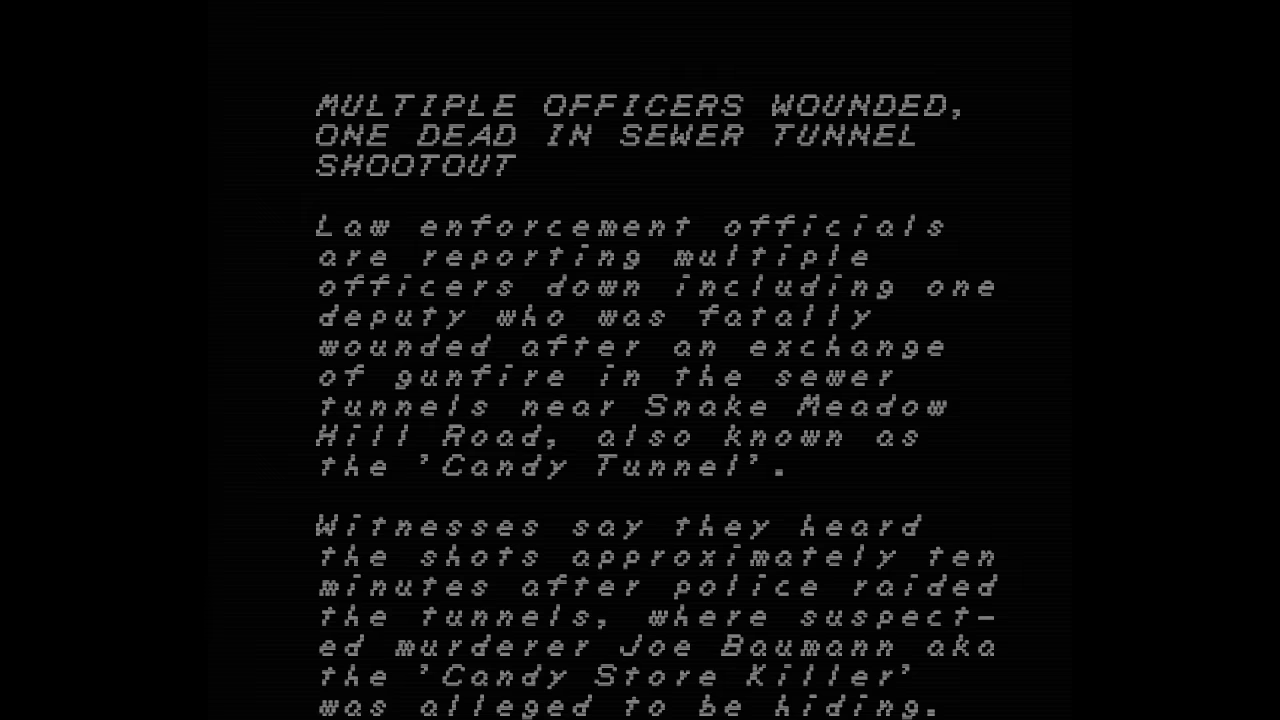 MULTIPLE OFFICERS WOUNDED,
ONE DEAD IN SEWER TUNNEL
SHOOTOUT
Law enforcement officials
are reporting multiple
officers down including one
deputy who was fatally
wounded after an exchange
of gunfire in the sewer
tunnels near Snake Meadow
Hill Road, also known as
the 'Candy Tunnel'.
Witnesses say they heard
the shots approximately ten
minutes after police raided
the tunnels, where suspect-
ed murderer Joe Baumann aka
the 'Candy Store Killer'
was alleged to be hiding.